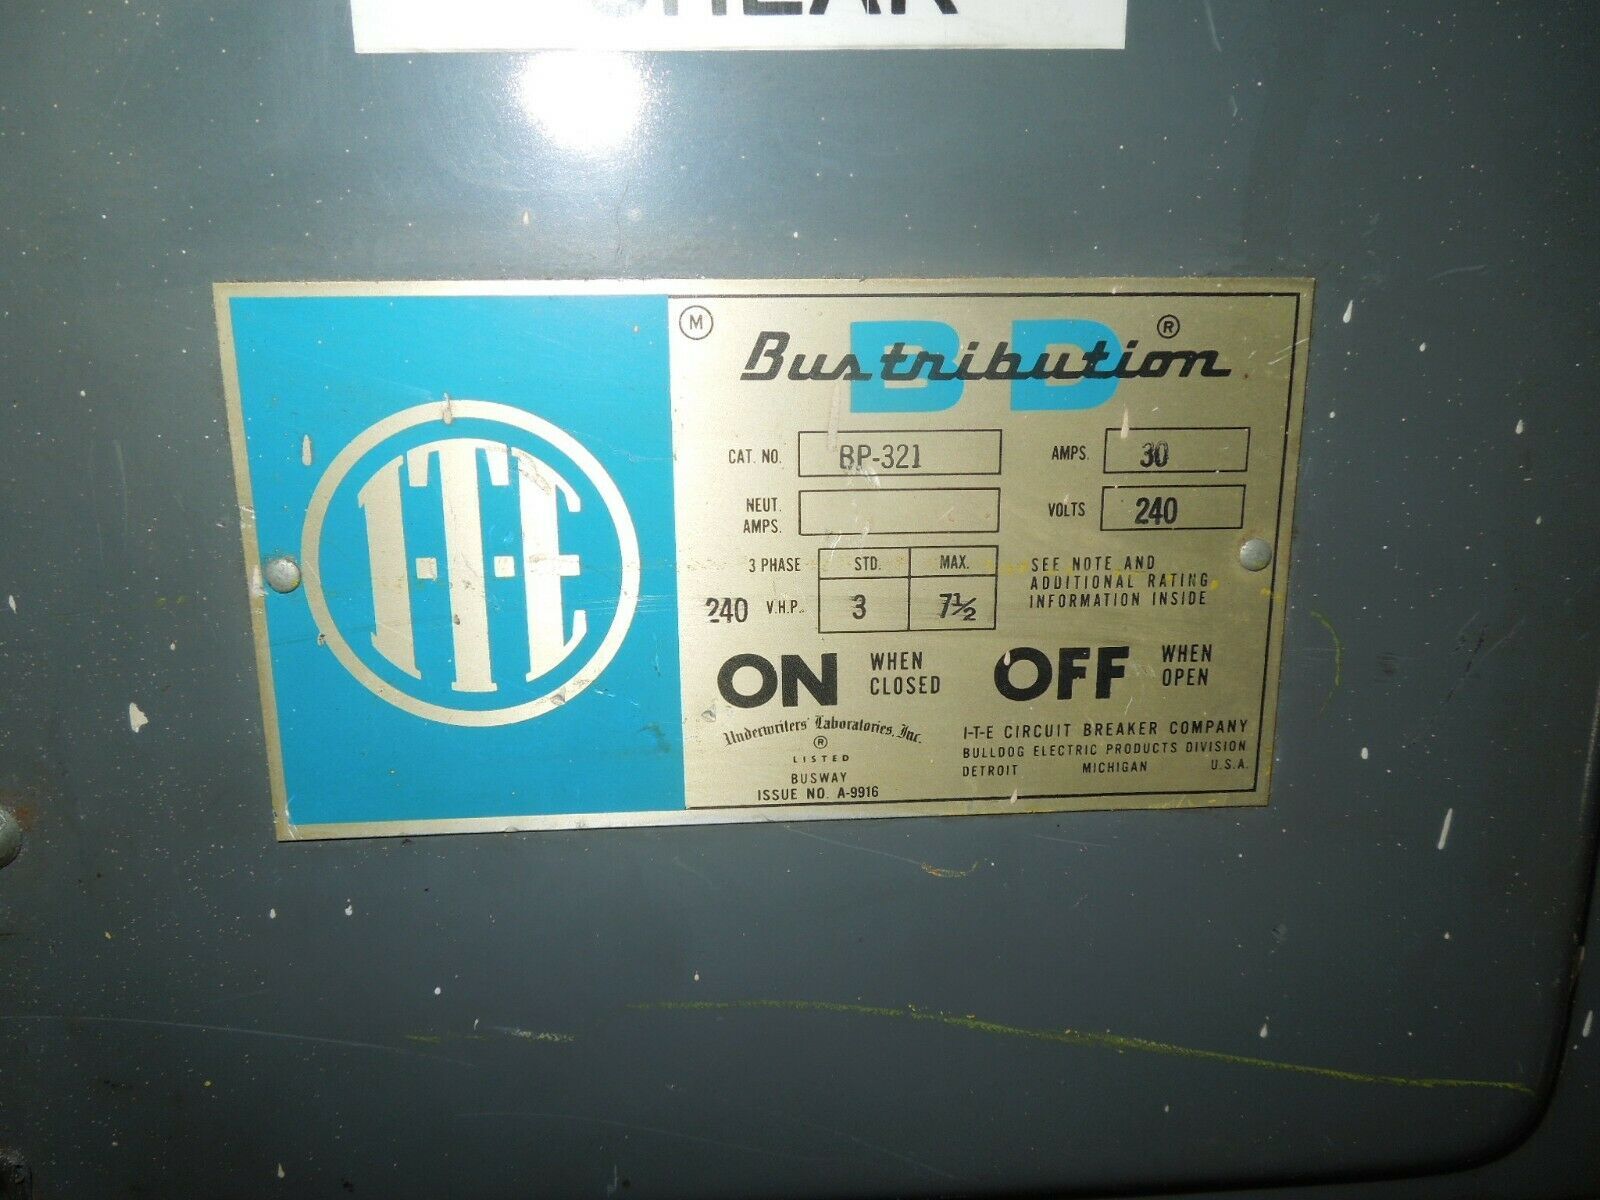 SHEAR
I-T-E
M
BD
Bustribution ®
CAT. NO. BP-321
AMPS. 30
NEUT. AMPS.
VOLTS 240
3 PHASE STD. MAX.
240 V.H.P. 3 7½
SEE NOTE AND
ADDITIONAL RATING
INFORMATION INSIDE
ON WHEN CLOSED
OFF WHEN OPEN
Underwriters' Laboratories, Inc.
®
LISTED
BUSWAY
ISSUE NO. A-9916
I-T-E CIRCUIT BREAKER COMPANY
BULLDOG ELECTRIC PRODUCTS DIVISION
DETROIT MICHIGAN U.S.A.